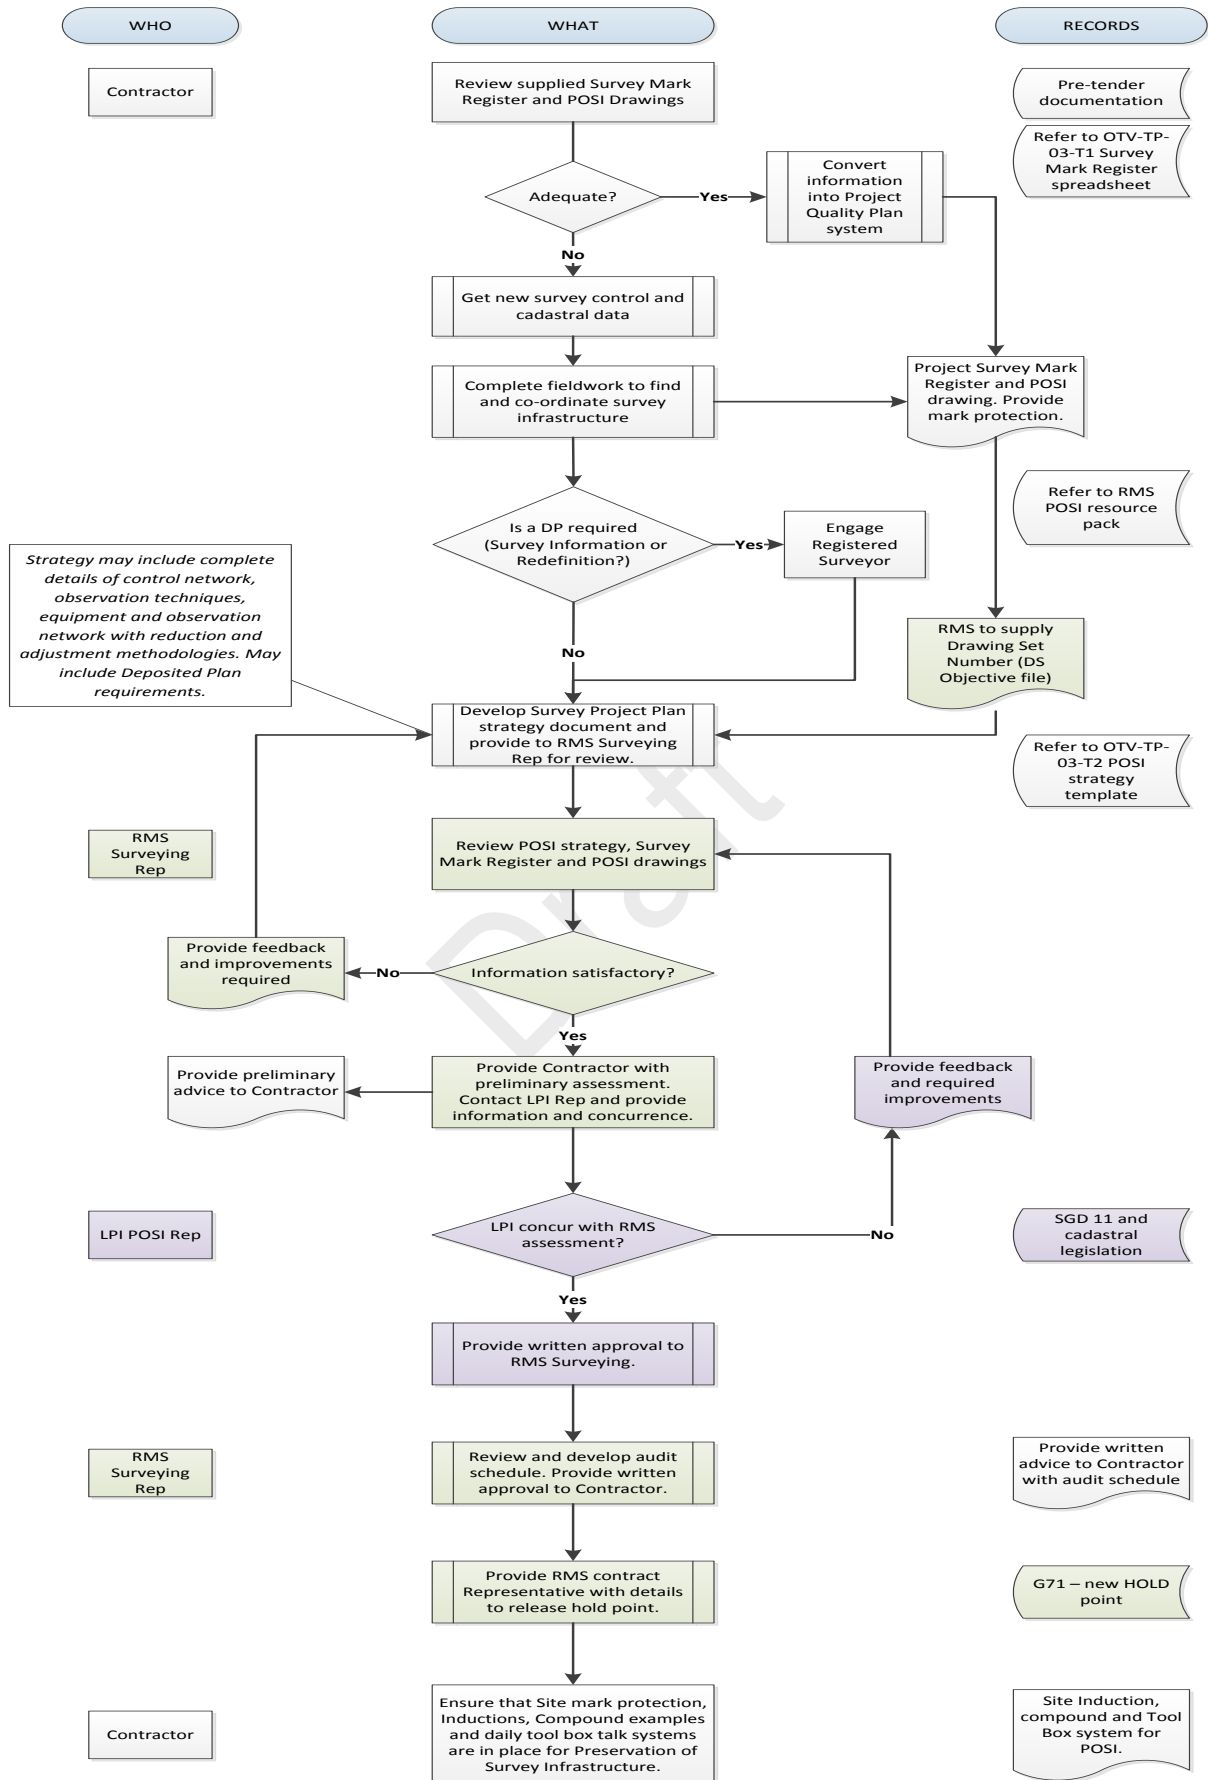 WHO
WHAT
RECORDS
Contractor
Review supplied Survey Mark
Register and POSI Drawings
Pre-tender
documentation
Refer to OTV-TP-
03-T1 Survey
Mark Register
spreadsheet
Adequate?
Yes
Convert
information
into Project
Quality Plan
system
No
Get new survey control and
cadastral data
Complete fieldwork to find
and co-ordinate survey
infrastructure
Project Survey Mark
Register and POSI
drawing. Provide
mark protection.
Refer to RMS
POSI resource
pack
Is a DP required
(Survey Information or
Redefinition?)
Yes
Engage
Registered
Surveyor
Strategy may include complete
details of control network,
observation techniques,
equipment and observation
network with reduction and
adjustment methodologies. May
include Deposited Plan
requirements.
No
RMS to supply
Drawing Set
Number (DS
Objective file)
Develop Survey Project Plan
strategy document and
provide to RMS Surveying
Rep for review.
Refer to OTV-TP-
03-T2 POSI
strategy
template
Draft
RMS
Surveying
Rep
Review POSI strategy, Survey
Mark Register and POSI drawings
Provide feedback
and improvements
required
No
Information satisfactory?
Yes
Provide preliminary
advice to Contractor
Provide Contractor with
preliminary assessment.
Contact LPI Rep and provide
information and concurrence.
Provide feedback
and required
improvements
LPI POSI Rep
LPI concur with RMS
assessment?
No
SGD 11 and
cadastral
legislation
Yes
Provide written approval to
RMS Surveying.
RMS
Surveying
Rep
Review and develop audit
schedule. Provide written
approval to Contractor.
Provide written
advice to Contractor
with audit schedule
Provide RMS contract
Representative with details
to release hold point.
G71 – new HOLD
point
Contractor
Ensure that Site mark protection,
Inductions, Compound examples
and daily tool box talk systems
are in place for Preservation of
Survey Infrastructure.
Site Induction,
compound and Tool
Box system for
POSI.